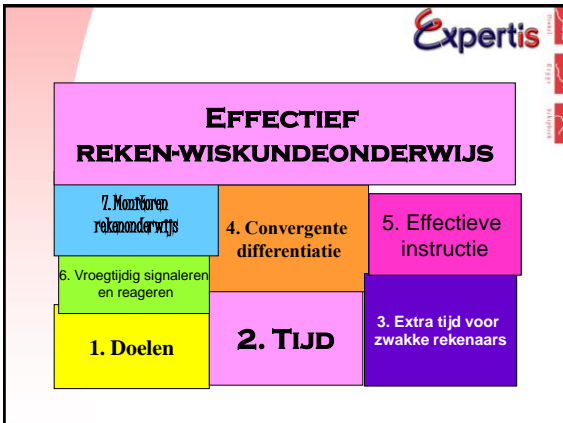 Expertis
EFFECTIEF
REKEN-WISKUNDEONDERWIJS
7. Monitoren
rekenonderwijs
4. Convergente
differentiatie
5. Effectieve
instructie
6. Vroegtijdig signaleren
en reageren
1. Doelen
2. TIJD
3. Extra tijd voor
zwakke rekenaars